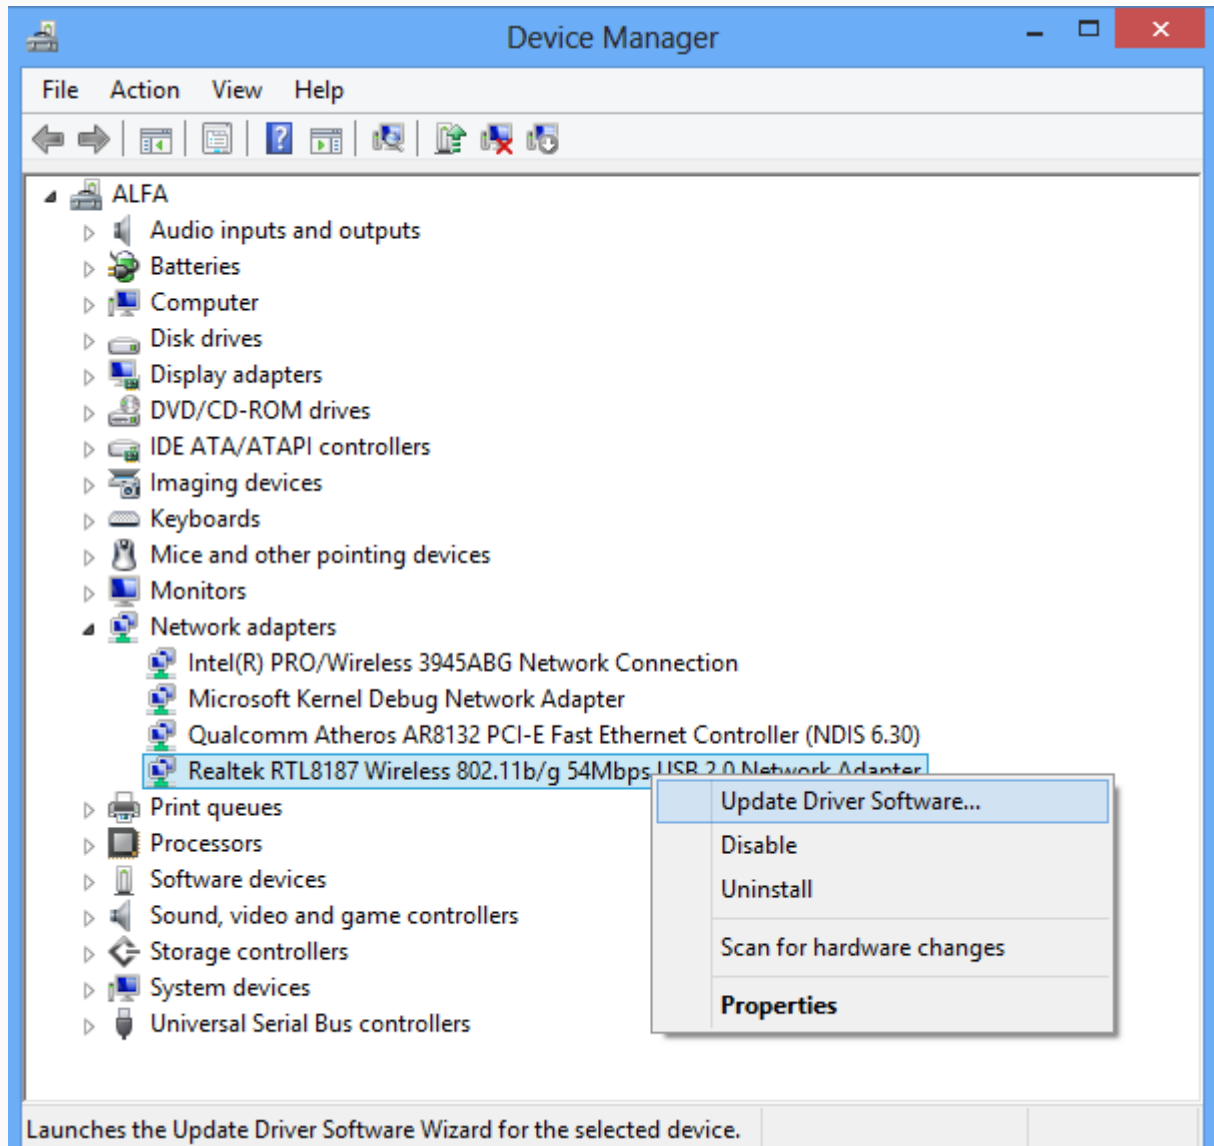 Device Manager
File Action View Help
ALFA
Audio inputs and outputs
Batteries
Computer
Disk drives
Display adapters
DVD/CD-ROM drives
IDE ATA/ATAPI controllers
Imaging devices
Keyboards
Mice and other pointing devices
Monitors
Network adapters
Intel(R) PRO/Wireless 3945ABG Network Connection
Microsoft Kernel Debug Network Adapter
Qualcomm Atheros AR8132 PCI-E Fast Ethernet Controller (NDIS 6.30)
Realtek RTL8187 Wireless 802.11b/g 54Mbps USB 2.0 Network Adapter
Update Driver Software...
Disable
Uninstall
Scan for hardware changes
Properties
Print queues
Processors
Software devices
Sound, video and game controllers
Storage controllers
System devices
Universal Serial Bus controllers
Launches the Update Driver Software Wizard for the selected device.